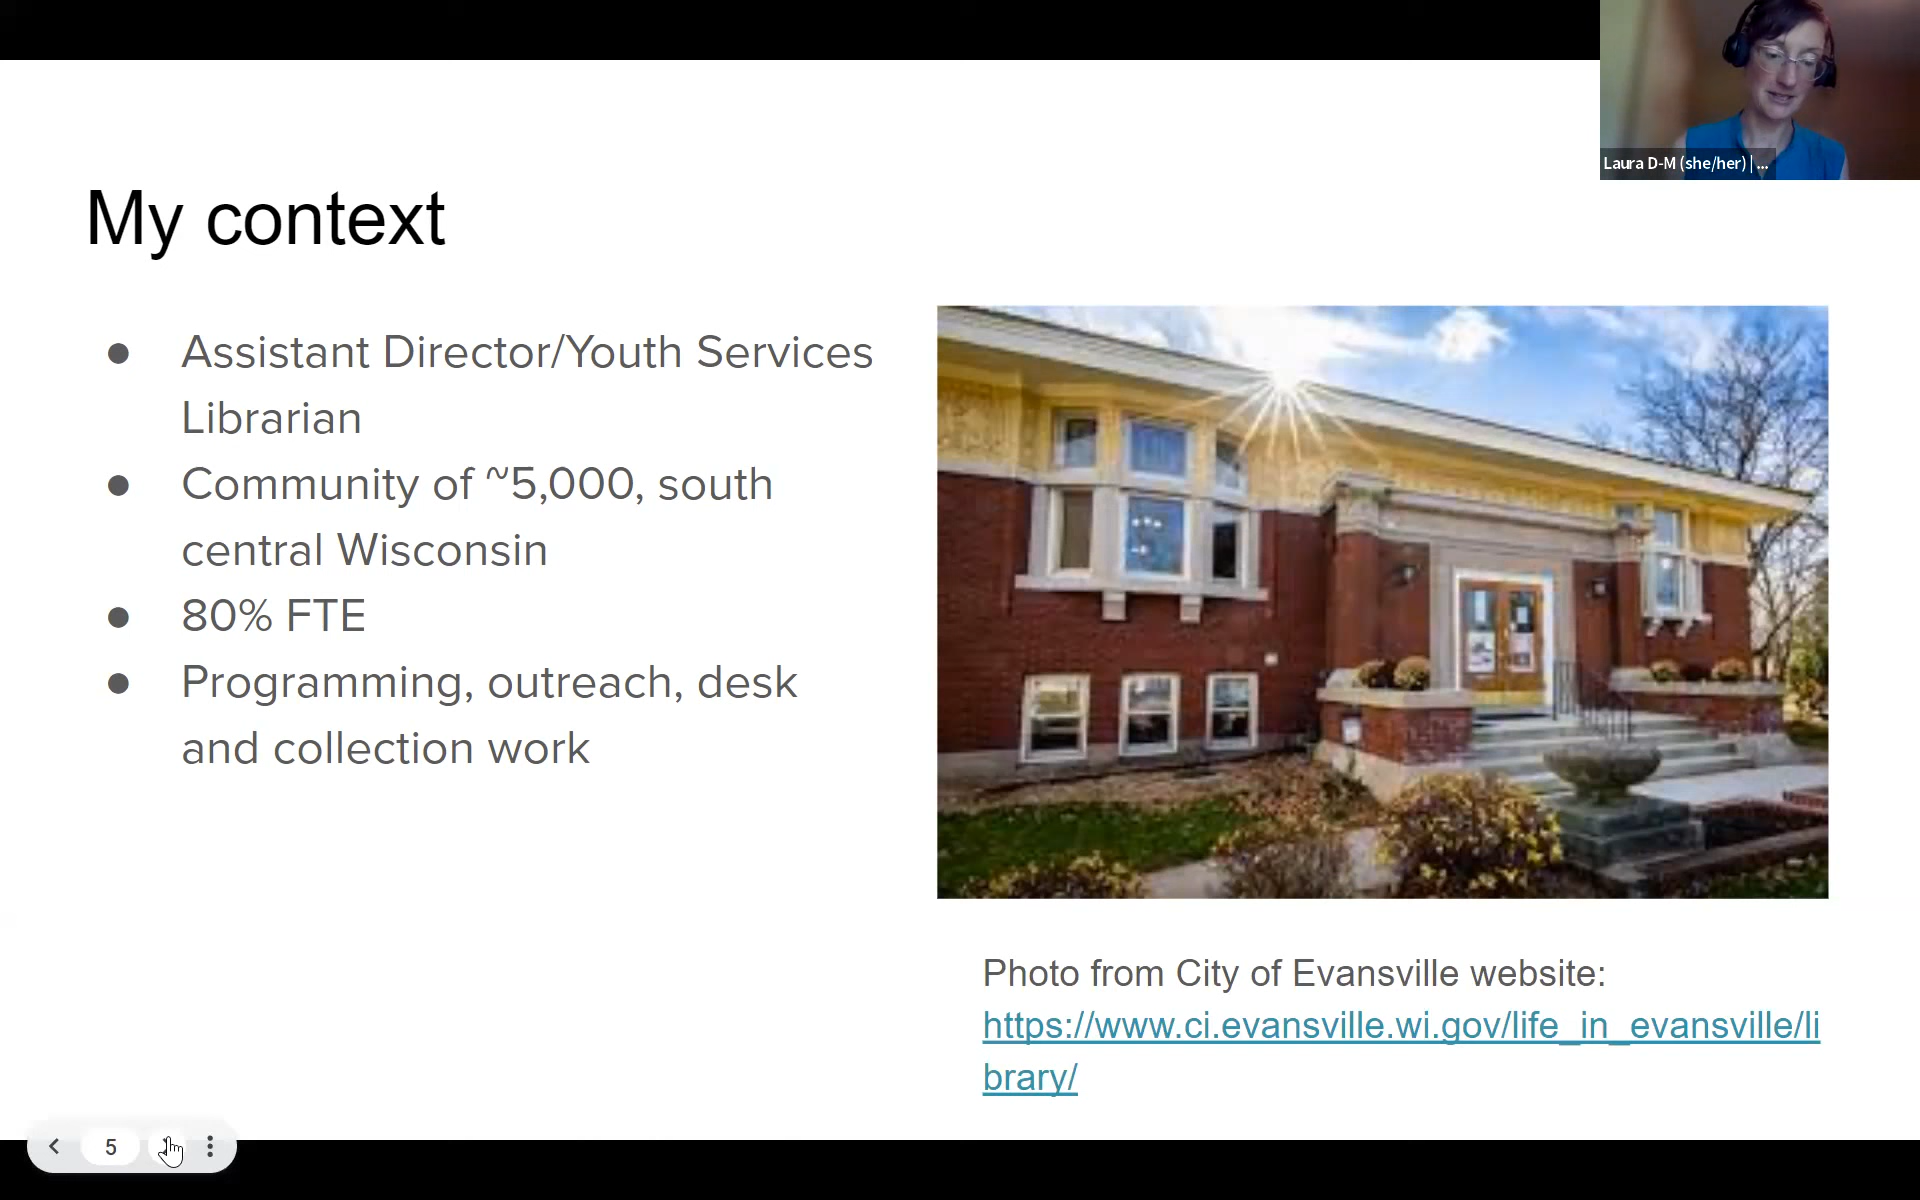 Laura D-M (she/her) | ...
My context
● Assistant Director/Youth Services
Librarian
● Community of ~5,000, south
central Wisconsin
● 80% FTE
● Programming, outreach, desk
and collection work
Photo from City of Evansville website:
https://www.ci.evansville.wi.gov/life_in_evansville/li
brary/
5